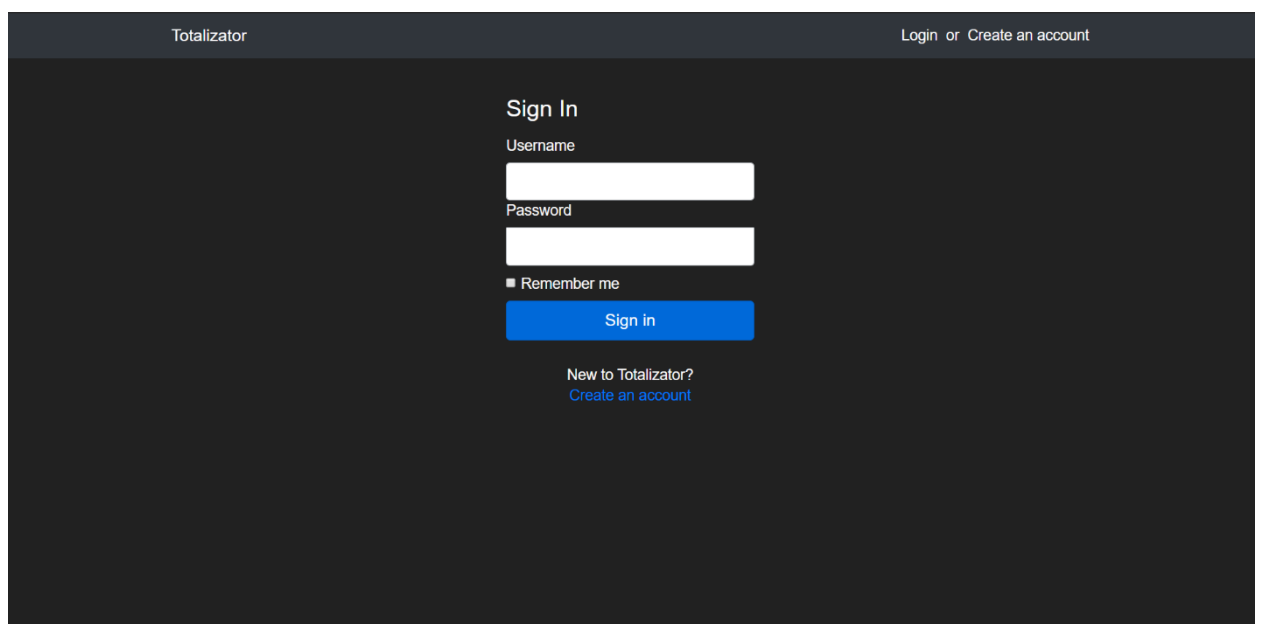 Totalizator
Login or Create an account
Sign In
Username
Password
Remember me
Sign in
New to Totalizator?
Create an account